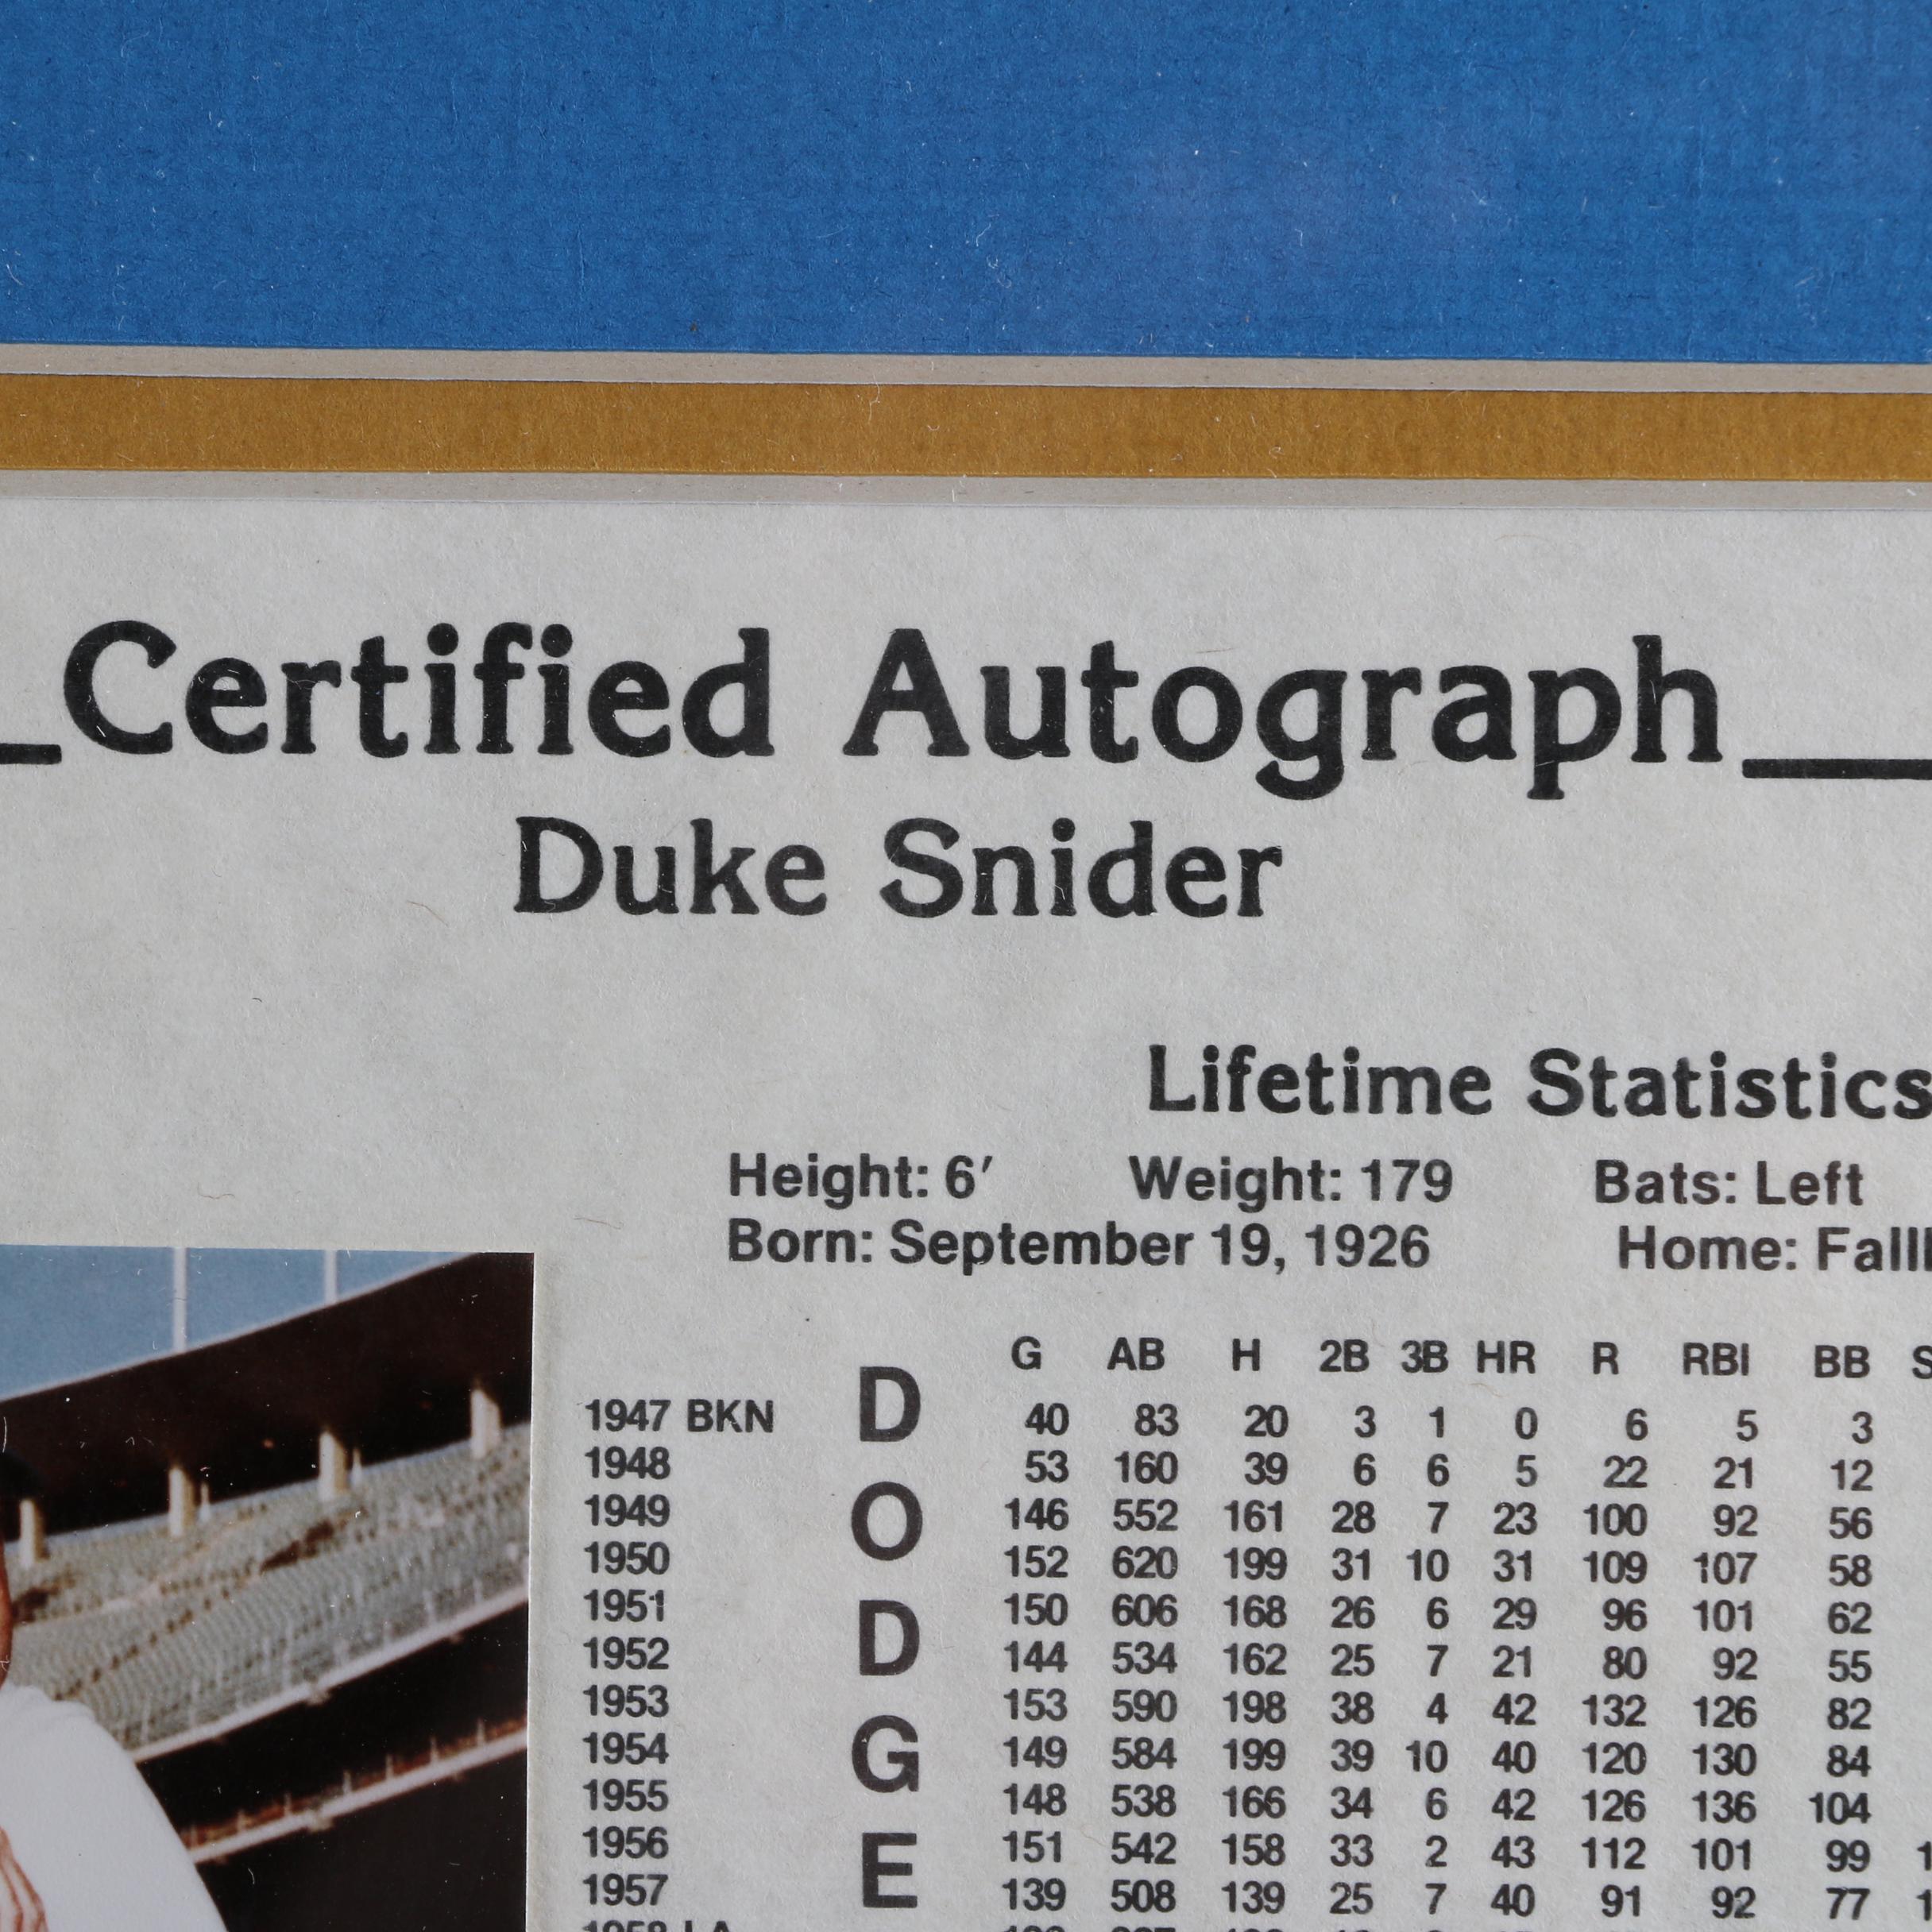 Certified Autograph
Duke Snider
Lifetime Statistics
Height: 6′ Weight: 179 Bats: Left
Born: September 19, 1926 Home:
G AB H 2B 3B HR R RBI BB
1947 BKN D 40 83 20 3 1 0 6 5 3
1948 53 160 39 6 6 5 22 21 12
1949 O 146 552 161 28 7 23 100 92 56
1950 152 620 199 31 10 31 109 107 58
1951 D 150 606 168 26 6 29 96 101 62
1952 144 534 162 25 7 21 80 92 55
1953 153 590 198 38 4 42 132 126 82
1954 G 149 584 199 39 10 40 120 130 84
1955 148 538 166 34 6 42 126 136 104
1956 E 151 542 158 33 2 43 112 101 99
1957 139 508 139 25 7 40 91 92 77
1958 LA